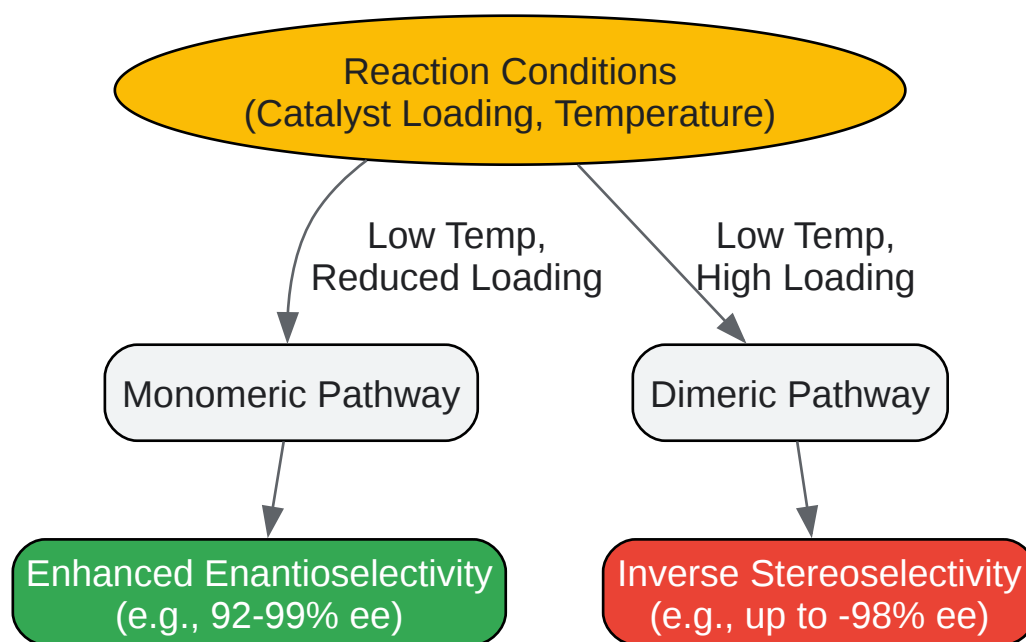 Reaction Conditions
(Catalyst Loading, Temperature)
Low Temp,
Reduced Loading
Low Temp,
High Loading
Monomeric Pathway
Dimeric Pathway
Enhanced Enantioselectivity
(e.g., 92-99% ee)
Inverse Stereoselectivity
(e.g., up to -98% ee)